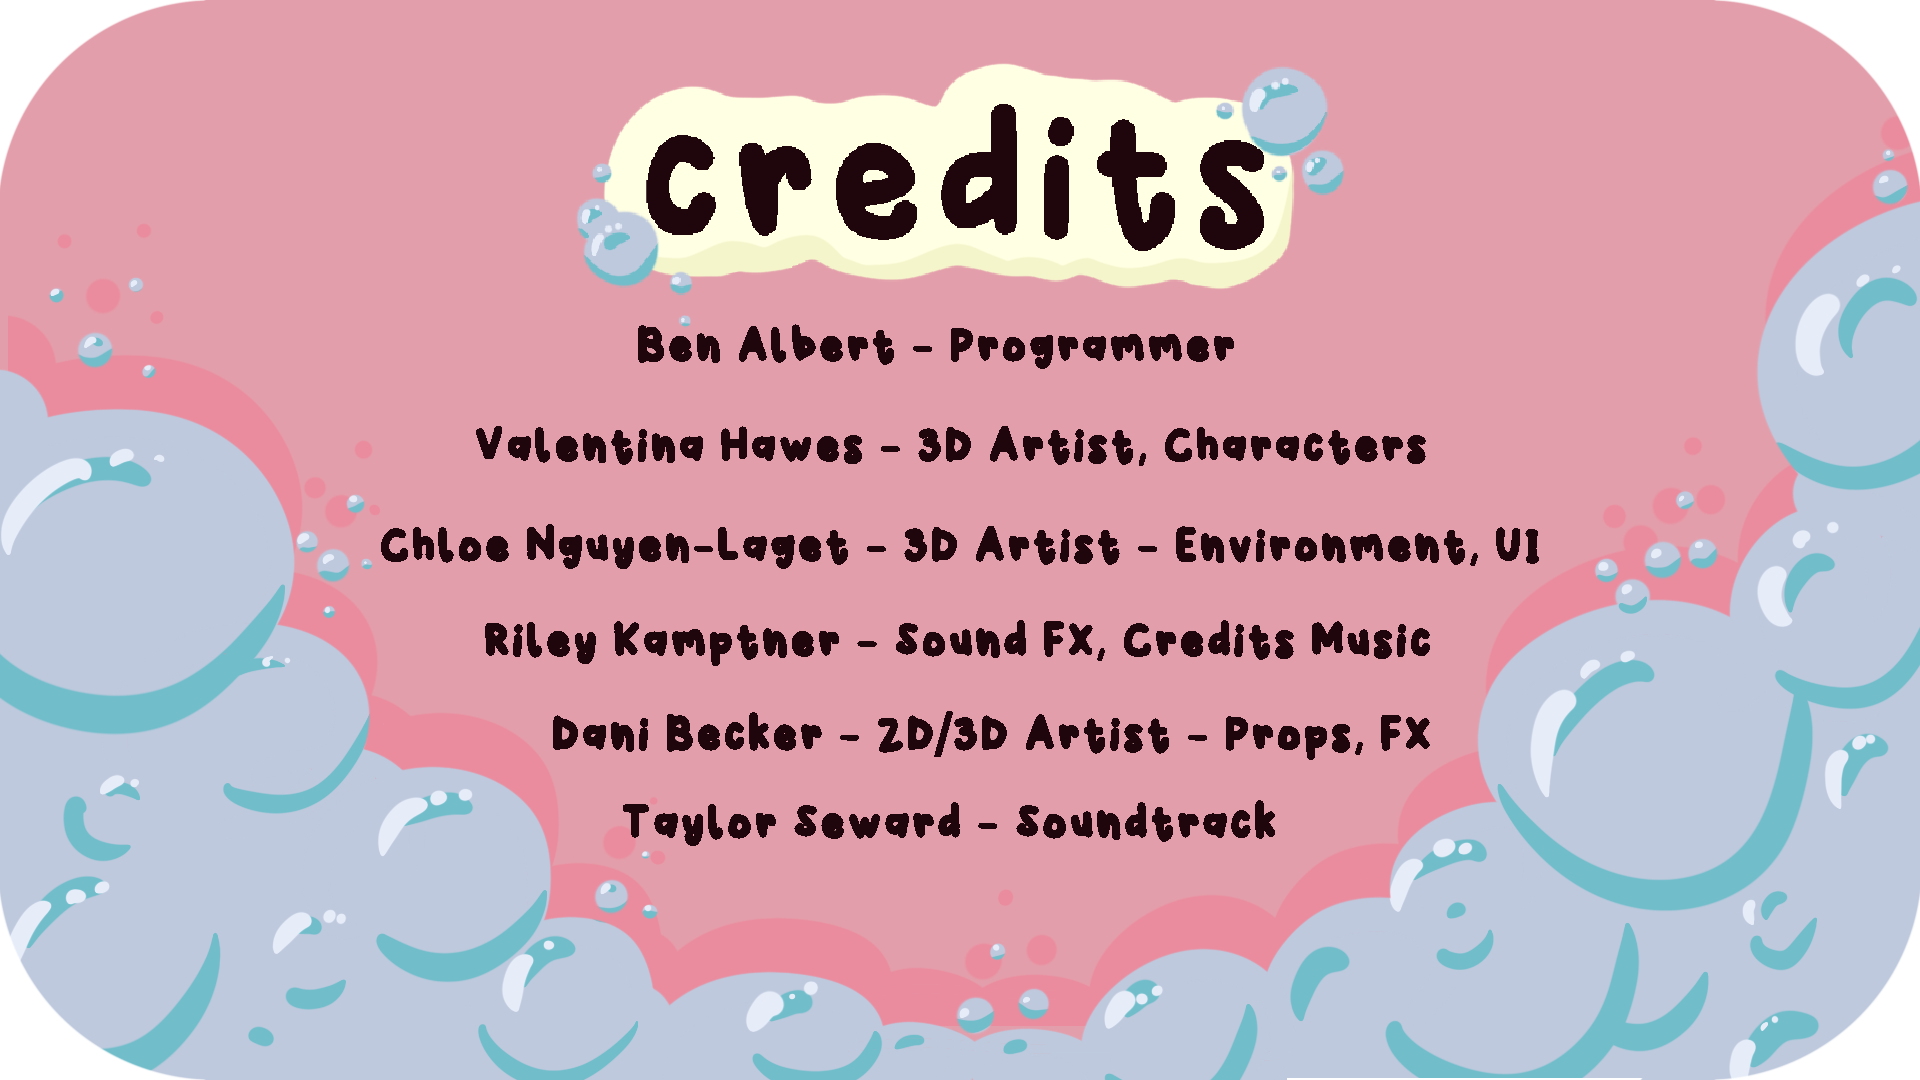 credits
Ben Albert - Programmer
Valentina Hawes - 3D Artist, Characters
Chloe Nguyen-Laget - 3D Artist - Environment, UI
Riley Kamptner - Sound FX, Credits Music
Dani Becker - 2D/3D Artist - Props, FX
Taylor Seward - Soundtrack